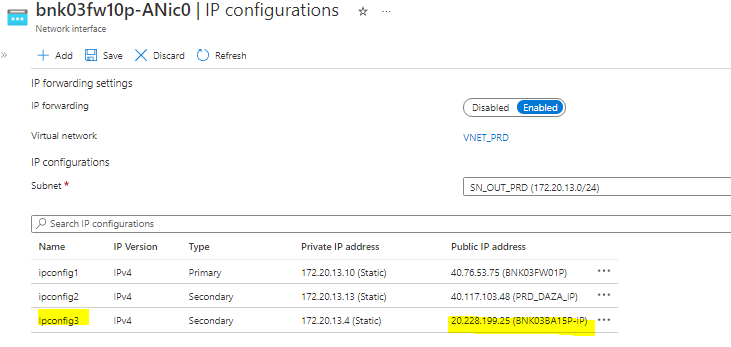 bnk03fw10p-ANic0 | IP configurations ☆ ...
Network interface
» + Add Save Discard Refresh
IP forwarding settings
IP forwarding Disabled Enabled
Virtual network VNET_PRD
IP configurations
Subnet * SN_OUT_PRD (172.20.13.0/24)
Search IP configurations
Name IP Version Type Private IP address Public IP address
ipconfig1 IPv4 Primary 172.20.13.10 (Static) 40.76.53.75 (BNK03FW01P) ...
ipconfig2 IPv4 Secondary 172.20.13.13 (Static) 40.117.103.48 (PRD_DAZA_IP) ...
Ipconfig3 IPv4 Secondary 172.20.13.4 (Static) 20.228.199.25 (BNK03BA15P-IP) ...